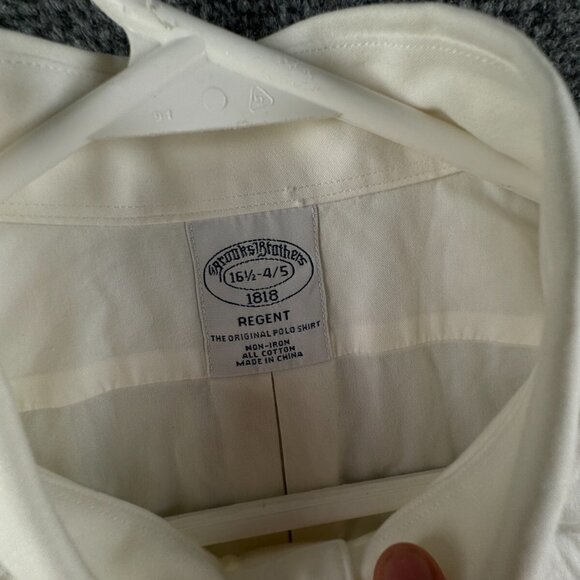 Brooks Brothers
16½-4/5
1818
REGENT
THE ORIGINAL POLO SHIRT
NON-IRON
ALL COTTON
MADE IN CHINA